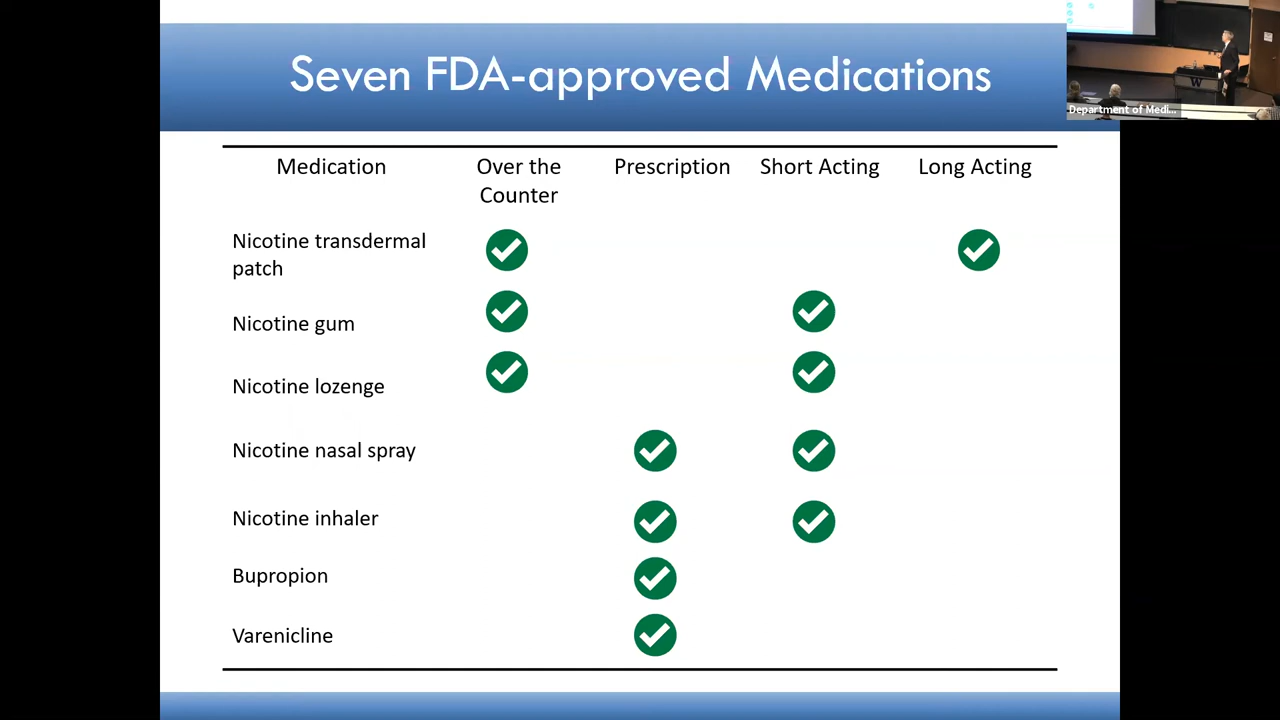 Seven FDA-approved Medications
Department of Medi...
W
Medication
Over the
Counter
Prescription
Short Acting
Long Acting
Nicotine transdermal
patch
Nicotine gum
Nicotine lozenge
Nicotine nasal spray
Nicotine inhaler
Bupropion
Varenicline